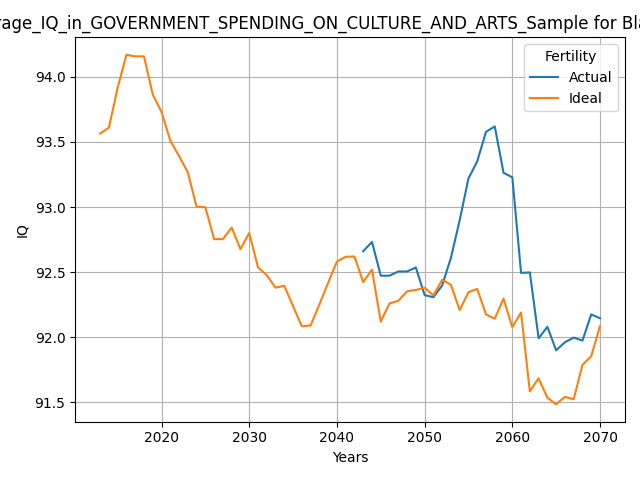 rage_IQ_in_GOVERNMENT_SPENDING_ON_CULTURE_AND_ARTS_Sample for Bla
Fertility
Actual
Ideal
94.0
93.5
93.0
92.5
92.0
91.5
IQ
2020 2030 2040 2050 2060 2070
Years